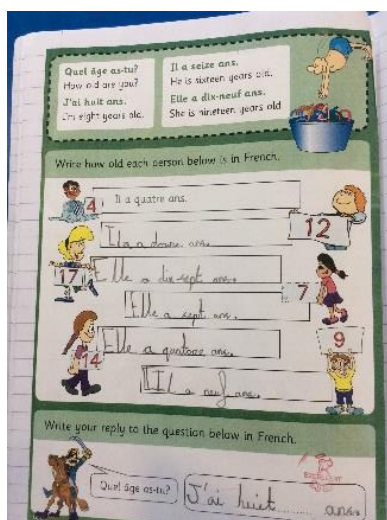 Quel âge as-tu?
How old are you?
J'ai huit ans.
I'm eight years old.
Il a seize ans.
He is sixteen years old.
Elle a dix-neuf ans.
She is nineteen years old
Write how old each person below is in French.
4
Il a quatre ans.
Il a douze ans.
12
17
Elle a dix-sept ans.
Elle a sept ans.
7
14
Elle a quatorze ans.
9
Il a neuf ans.
Write your reply to the question below in French.
Quel âge as-tu?
J'ai huit ......... ans.